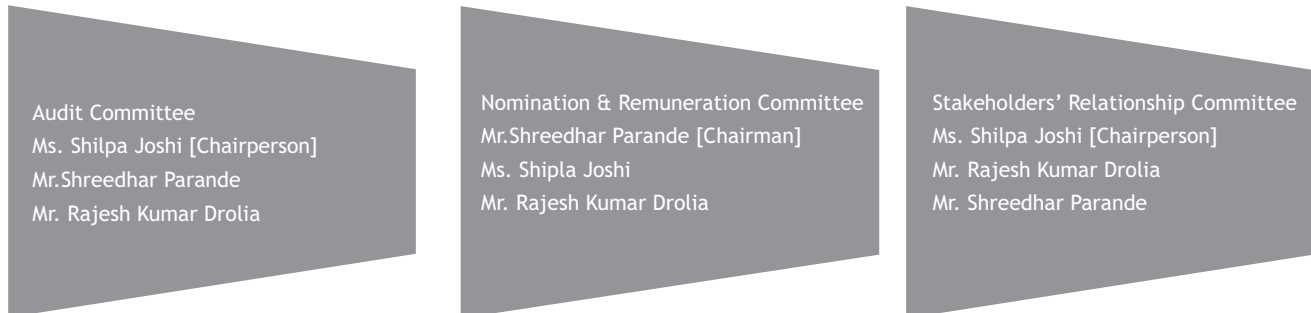 Audit Committee
Ms. Shilpa Joshi [Chairperson]
Mr.Shreedhar Parande
Mr. Rajesh Kumar Drolia
Nomination & Remuneration Committee
Mr.Shreedhar Parande [Chairman]
Ms. Shipla Joshi
Mr. Rajesh Kumar Drolia
Stakeholders’ Relationship Committee
Ms. Shilpa Joshi [Chairperson]
Mr. Rajesh Kumar Drolia
Mr. Shreedhar Parande